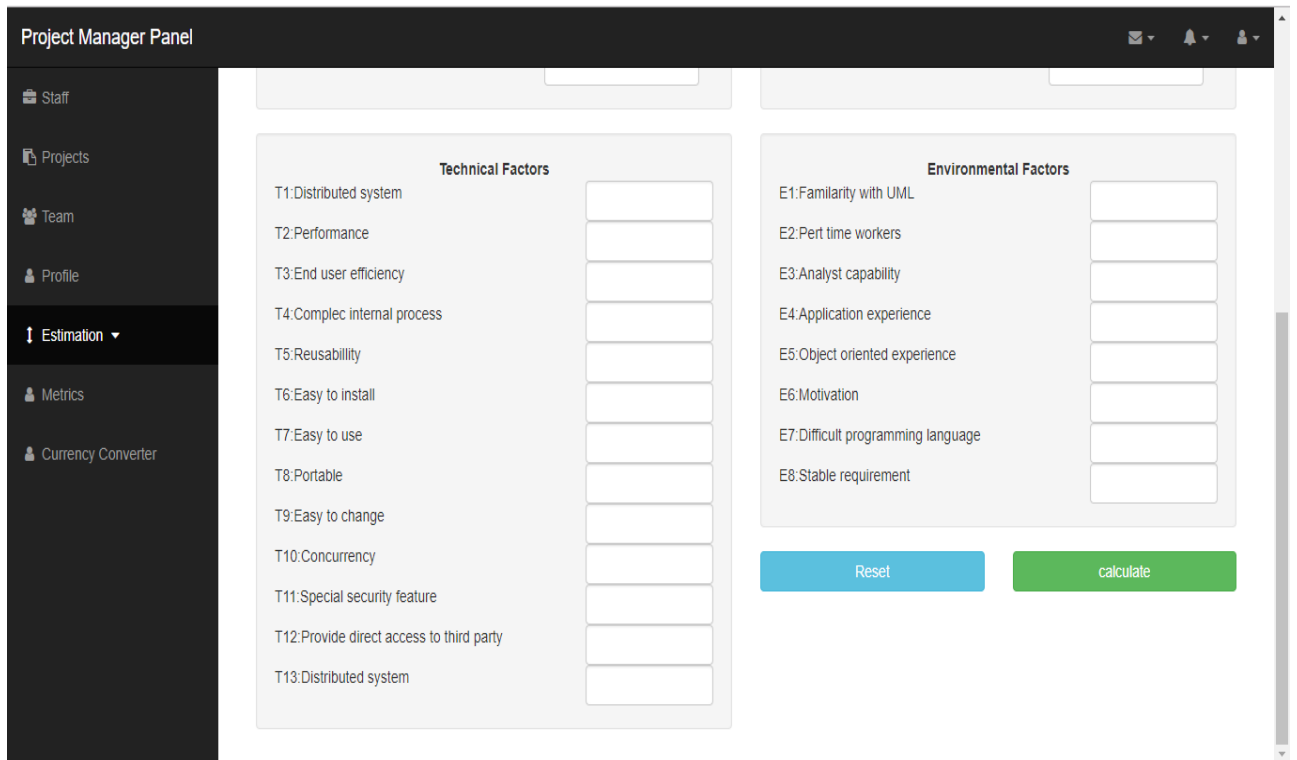 Project Manager Panel
Staff
Projects
Team
Profile
Estimation
Metrics
Currency Converter
Technical Factors
T1:Distributed system
T2:Performance
T3:End user efficiency
T4:Complec internal process
T5:Reusabillity
T6:Easy to install
T7:Easy to use
T8:Portable
T9:Easy to change
T10:Concurrency
T11:Special security feature
T12:Provide direct access to third party
T13:Distributed system
Environmental Factors
E1:Familarity with UML
E2:Pert time workers
E3:Analyst capability
E4:Application experience
E5:Object oriented experience
E6:Motivation
E7:Difficult programming language
E8:Stable requirement
Reset
calculate